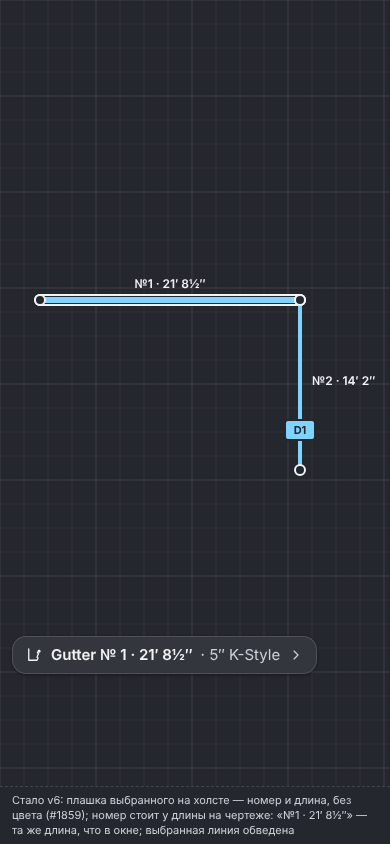 №1 · 21′ 8½″
№2 · 14′ 2″
D1
Gutter № 1 · 21′ 8½″ · 5″ K-Style
Стало v6: плашка выбранного на холсте — номер и длина, без
цвета (#1859); номер стоит у длины на чертеже: «№1 · 21′ 8½″» —
та же длина, что в окне; выбранная линия обведена